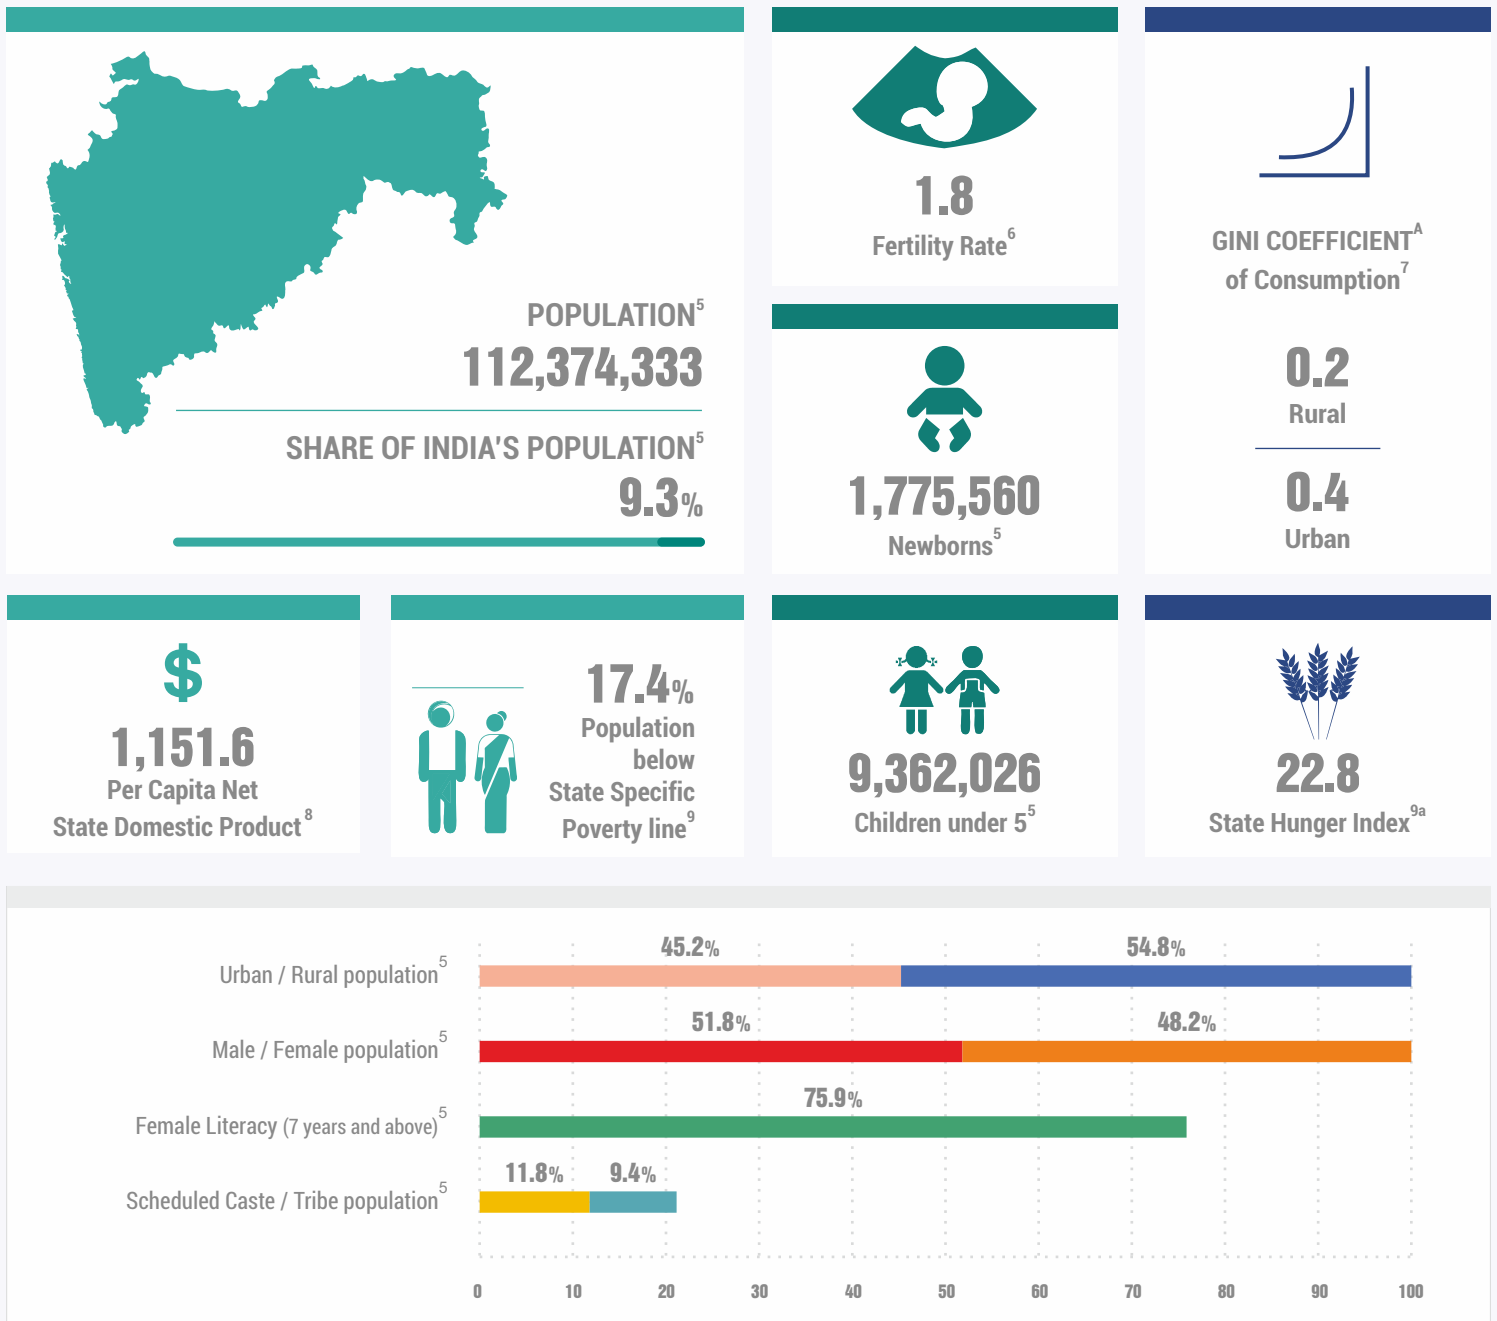 POPULATION5
112,374,333
SHARE OF INDIA'S POPULATION5
9.3%
1.8
Fertility Rate6
1,775,560
Newborns5
GINI COEFFICIENTA
of Consumption7
0.2
Rural
0.4
Urban
$
1,151.6
Per Capita Net
State Domestic Product8
17.4%
Population
below
State Specific
Poverty line9
9,362,026
Children under 55
22.8
State Hunger Index9a
45.2% 54.8%
Urban / Rural population5
51.8% 48.2%
Male / Female population5
75.9%
Female Literacy (7 years and above)5
11.8% 9.4%
Scheduled Caste / Tribe population5
0 10 20 30 40 50 60 70 80 90 100